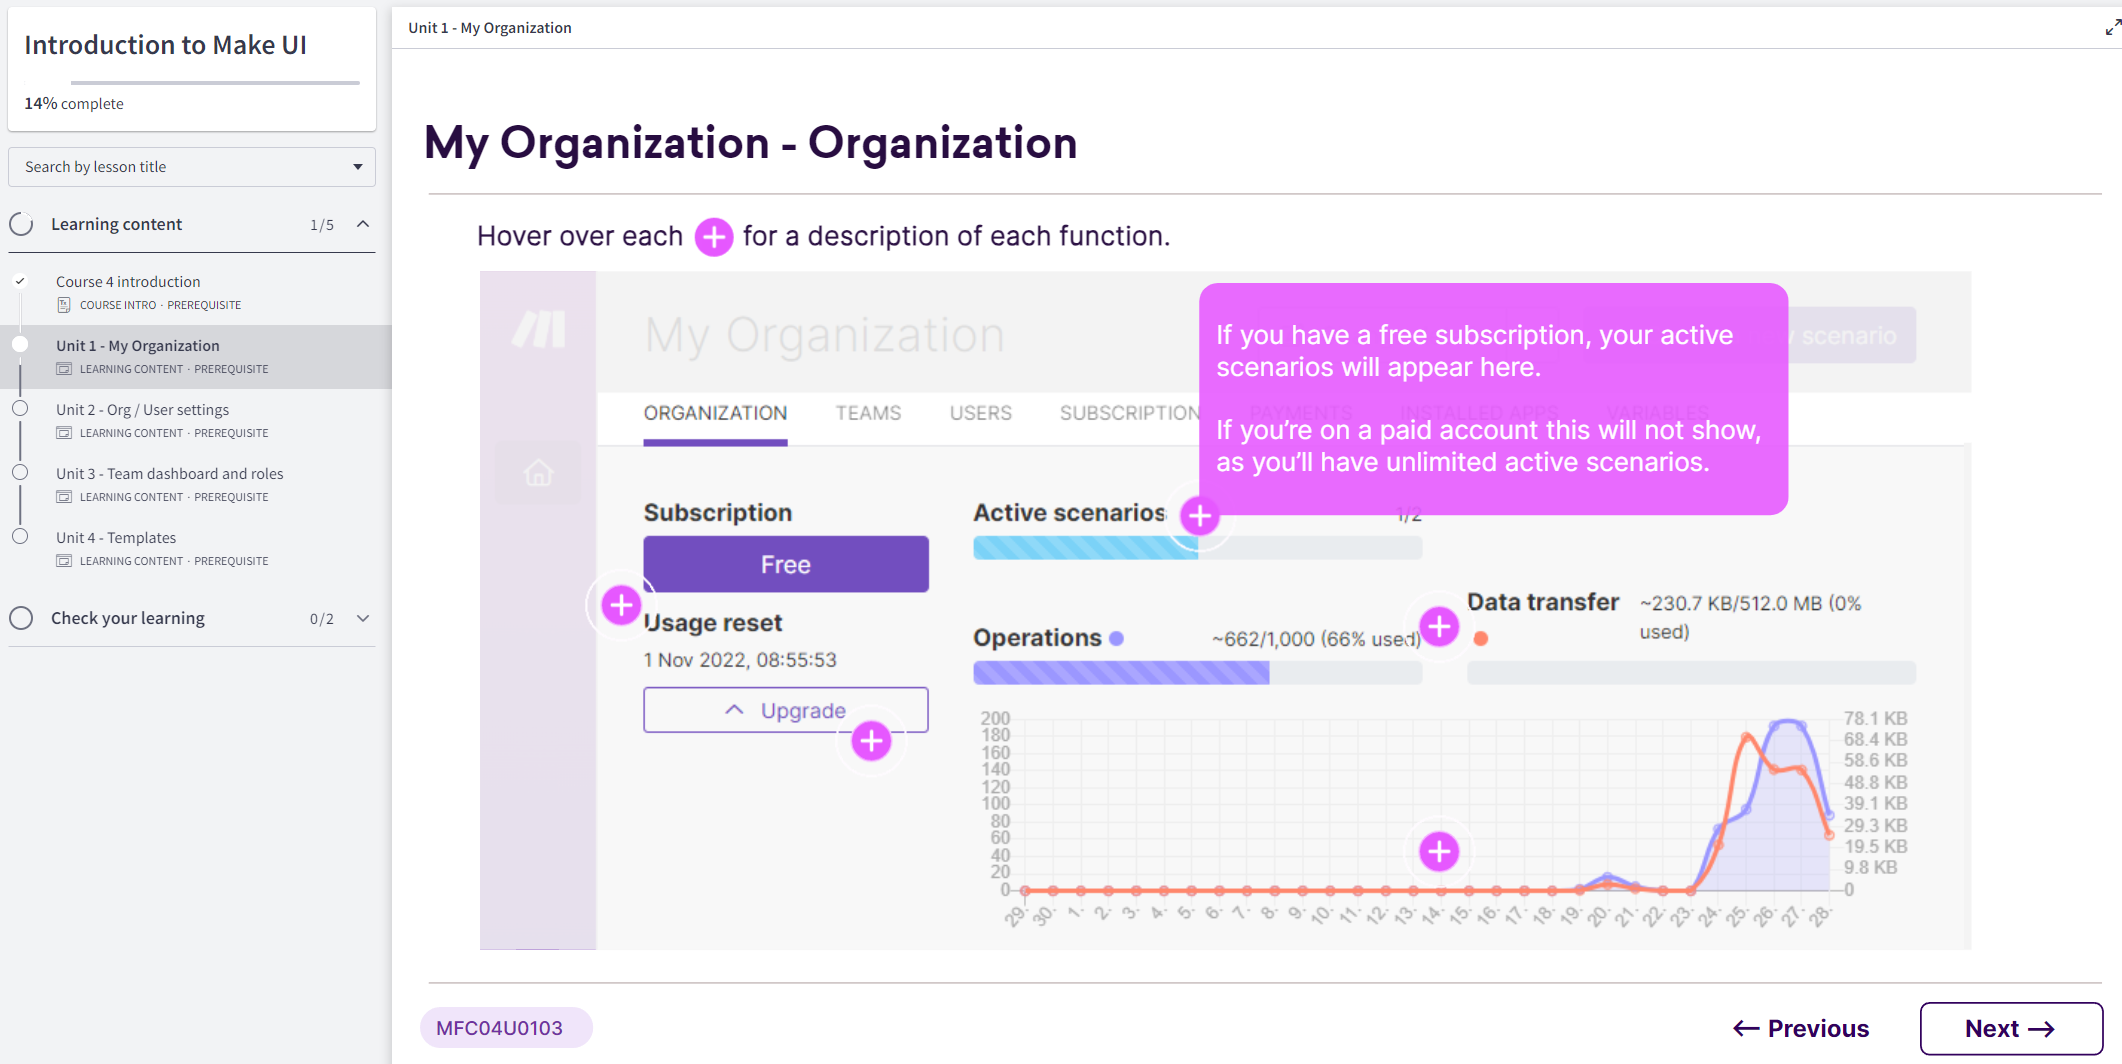 Introduction to Make UI
14% complete
Search by lesson title
Learning content 1/5
Course 4 introduction
COURSE INTRO · PREREQUISITE
Unit 1 - My Organization
LEARNING CONTENT · PREREQUISITE
Unit 2 - Org / User settings
LEARNING CONTENT · PREREQUISITE
Unit 3 - Team dashboard and roles
LEARNING CONTENT · PREREQUISITE
Unit 4 - Templates
LEARNING CONTENT · PREREQUISITE
Check your learning 0/2
Unit 1 - My Organization
My Organization - Organization
Hover over each + for a description of each function.
My Organization
scenario
If you have a free subscription, your active
scenarios will appear here.
If you're on a paid account this will not show,
as you'll have unlimited active scenarios.
ORGANIZATION TEAMS USERS SUBSCRIPTION PAYMENTS INSTALLED APPS VARIABLES
Subscription
Free
Usage reset
1 Nov 2022, 08:55:53
Upgrade
Active scenarios 1/2
Operations ~662/1,000 (66% used)
Data transfer ~230.7 KB/512.0 MB (0%
used)
200
180
160
140
120
100
80
60
40
20
0
78.1 KB
68.4 KB
58.6 KB
48.8 KB
39.1 KB
29.3 KB
19.5 KB
9.8 KB
0
29. 30. 1. 2. 3. 4. 5. 6. 7. 8. 9. 10. 11. 12. 13. 14. 15. 16. 17. 18. 19. 20. 21. 22. 23. 24. 25. 26. 27. 28.
MFC04U0103
← Previous
Next →